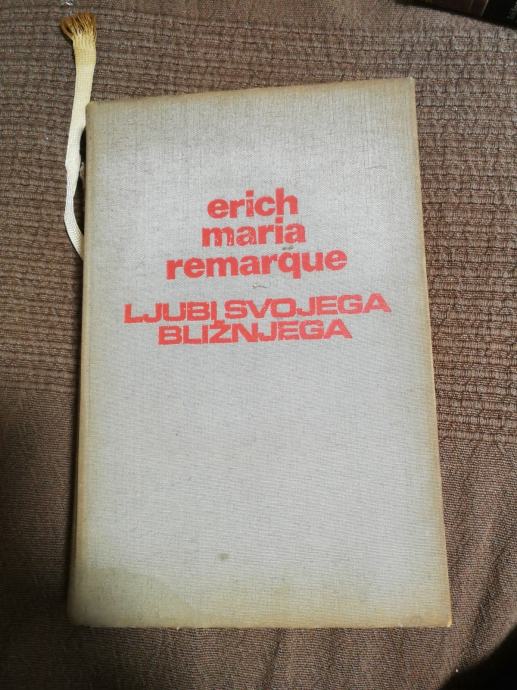 erich
maria
remarque
LJUBI SVOJEGA
BLIŽNJEGA